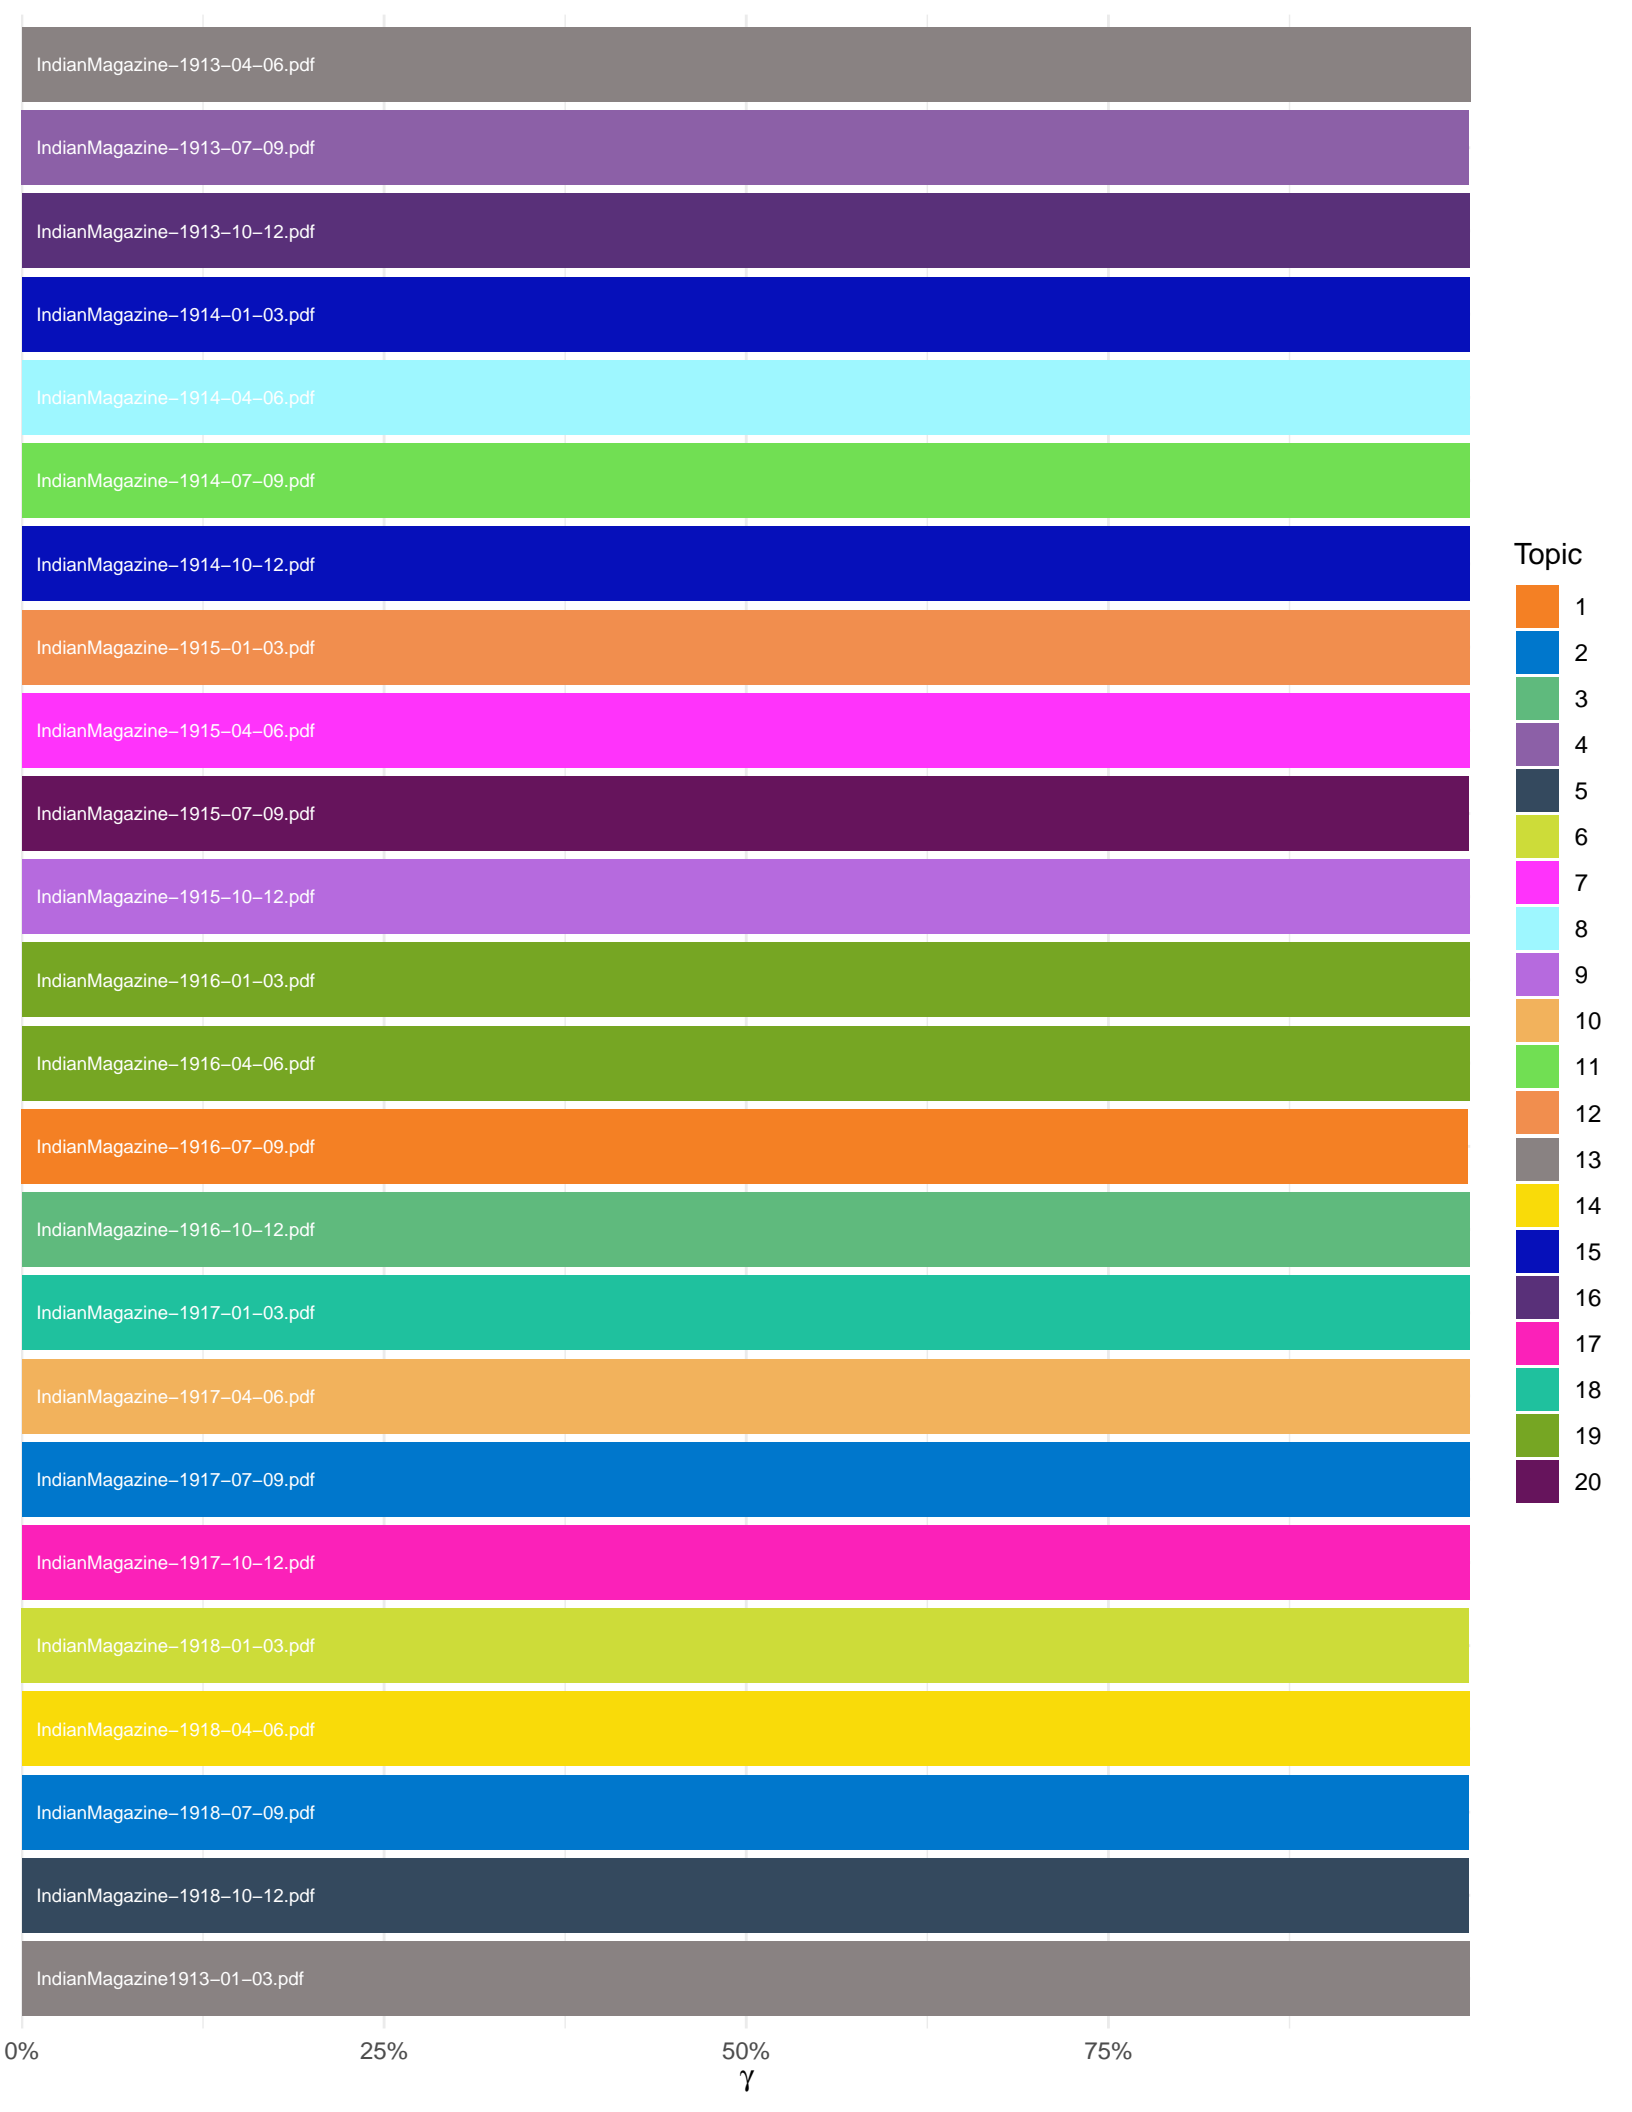 IndianMagazine−1913−04−06.pdf
IndianMagazine−1913−07−09.pdf
IndianMagazine−1913−10−12.pdf
IndianMagazine−1914−01−03.pdf
IndianMagazine−1914−04−06.pdf
IndianMagazine−1914−07−09.pdf
IndianMagazine−1914−10−12.pdf
IndianMagazine−1915−01−03.pdf
IndianMagazine−1915−04−06.pdf
IndianMagazine−1915−07−09.pdf
IndianMagazine−1915−10−12.pdf
IndianMagazine−1916−01−03.pdf
IndianMagazine−1916−04−06.pdf
IndianMagazine−1916−07−09.pdf
IndianMagazine−1916−10−12.pdf
IndianMagazine−1917−01−03.pdf
IndianMagazine−1917−04−06.pdf
IndianMagazine−1917−07−09.pdf
IndianMagazine−1917−10−12.pdf
IndianMagazine−1918−01−03.pdf
IndianMagazine−1918−04−06.pdf
IndianMagazine−1918−07−09.pdf
IndianMagazine−1918−10−12.pdf
IndianMagazine1913−01−03.pdf
0% 25% 50% 75%
γ
Topic
1
2
3
4
5
6
7
8
9
10
11
12
13
14
15
16
17
18
19
20